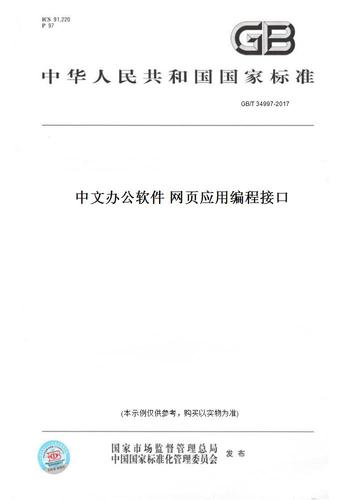 ICS 91.220
P 97
GB
中华人民共和国国家标准
GB/T 34997-2017
中文办公软件 网页应用编程接口
(本示例仅供参考，购买以实物为准)
国家市场监督管理总局
中国国家标准化管理委员会 发布